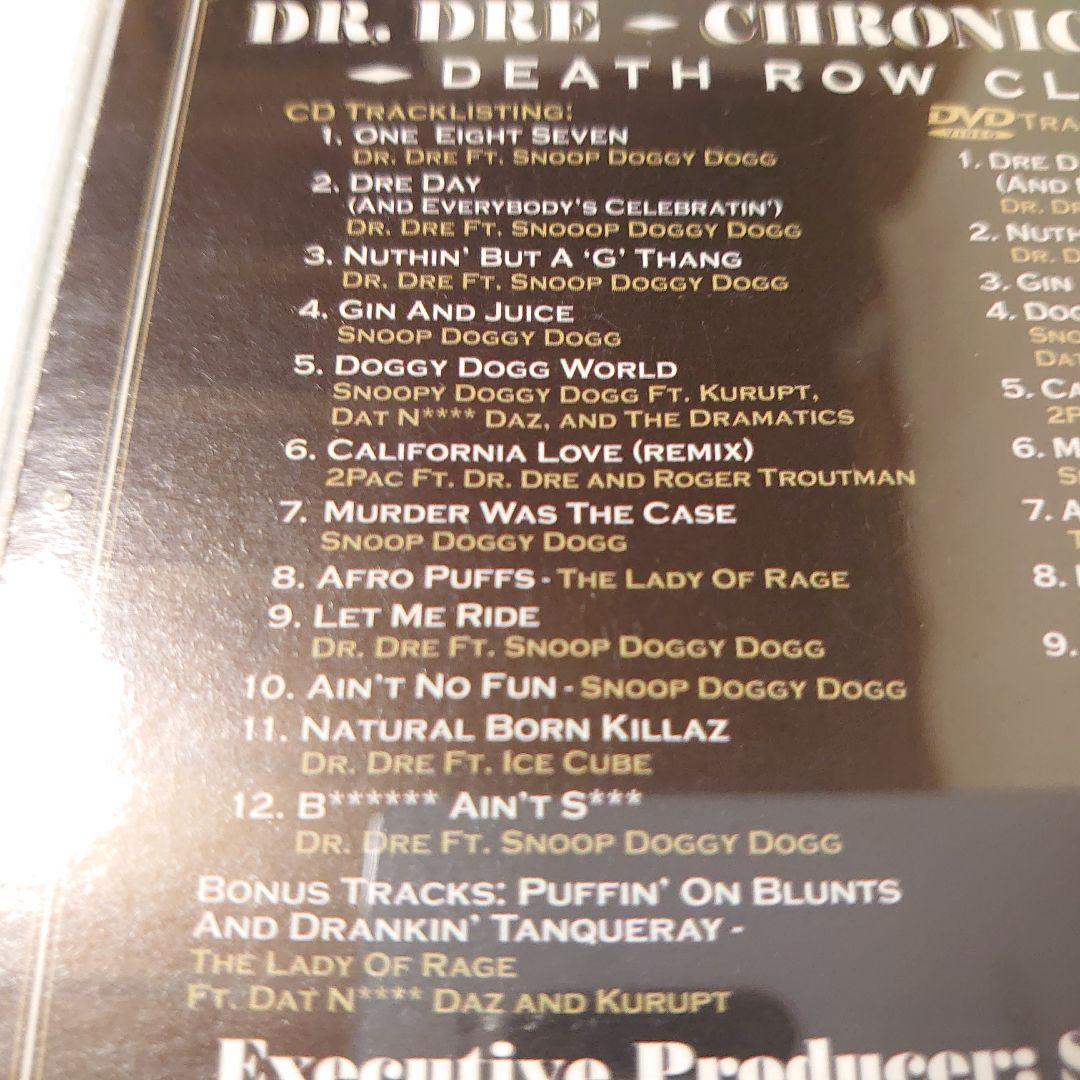 DR. DRE - CHRONIC
DEATH ROW CL
CD TRACKLISTING:
1. ONE EIGHT SEVEN
DR. DRE FT. SNOOP DOGGY DOGG
2. DRE DAY
(AND EVERYBODY'S CELEBRATIN')
DR. DRE FT. SNOOOP DOGGY DOGG
3. NUTHIN' BUT A 'G' THANG
DR. DRE FT. SNOOP DOGGY DOGG
4. GIN AND JUICE
SNOOP DOGGY DOGG
5. DOGGY DOGG WORLD
SNOOPY DOGGY DOGG FT. KURUPT,
DAT N**** DAZ, AND THE DRAMATICS
6. CALIFORNIA LOVE (REMIX)
2PAC FT. DR. DRE AND ROGER TROUTMAN
7. MURDER WAS THE CASE
SNOOP DOGGY DOGG
8. AFRO PUFFS - THE LADY OF RAGE
9. LET ME RIDE
DR. DRE FT. SNOOP DOGGY DOGG
10. AIN'T NO FUN - SNOOP DOGGY DOGG
11. NATURAL BORN KILLAZ
DR. DRE FT. ICE CUBE
12. B****** AIN'T S***
DR. DRE FT. SNOOP DOGGY DOGG
BONUS TRACKS: PUFFIN' ON BLUNTS
AND DRANKIN' TANQUERAY -
THE LADY OF RAGE
FT. DAT N**** DAZ AND KURUPT
DVD TRA
VIDEO
1. DRE D
(AND
DR. DR
2. NUTH
DR. D
3. GIN
4. DOG
SNO
DAT
5. CA
2P
6. M
S
7. A
T
8.
9.
Executive Producer: S